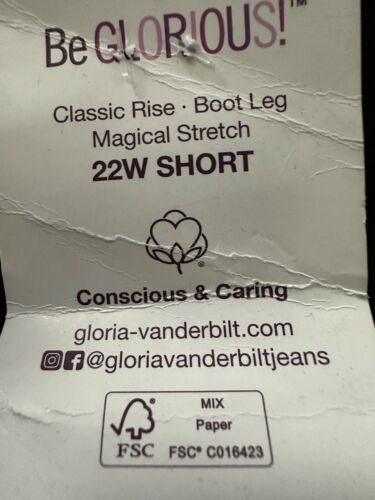 Be GLORIOUS!™
Classic Rise · Boot Leg
Magical Stretch
22W SHORT
®
Conscious & Caring
gloria-vanderbilt.com
@gloriavanderbiltjeans
MIX
Paper
FSC FSC® C016423